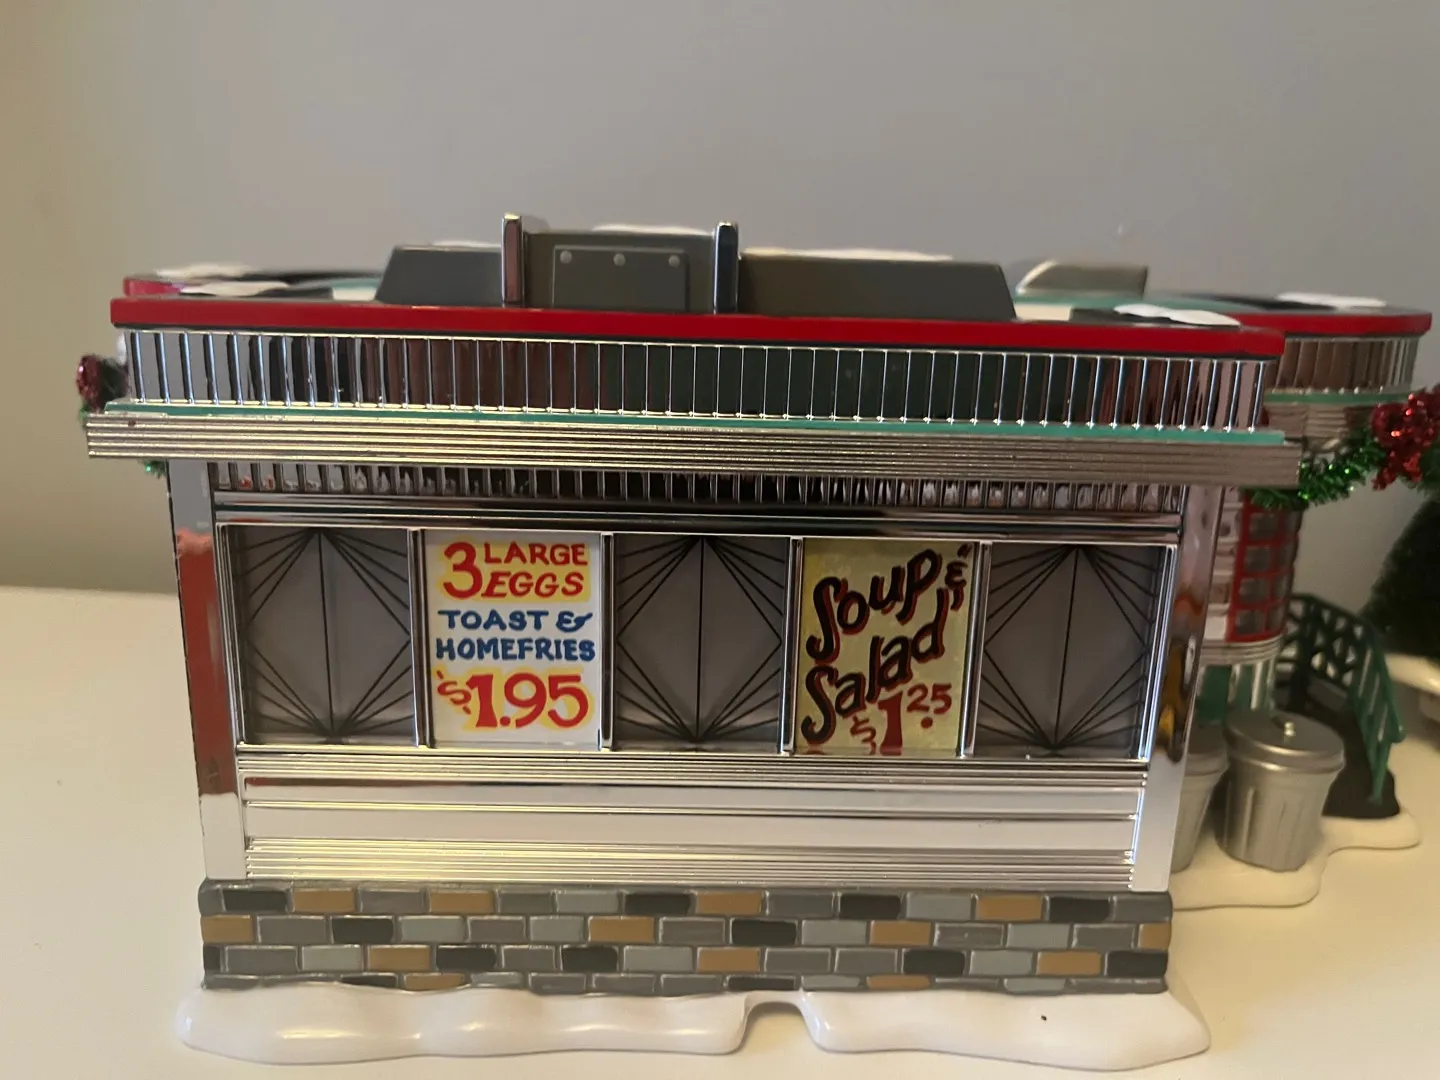 3 LARGE
EGGS
TOAST &
HOMEFRIES
$1.95
Soup &
Salad
$1.25